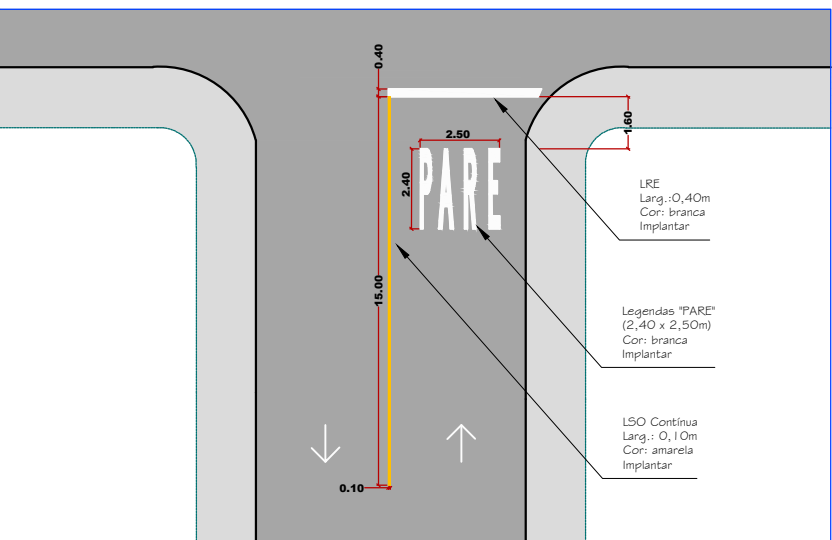 0.40
2.50
1.60
2.40
PARE
LRE
Larg.:0,40m
Cor: branca
Implantar
15.00
Legendas "PARE"
(2,40 x 2,50m)
Cor: branca
Implantar
LSO Contínua
Larg.: 0,10m
Cor: amarela
Implantar
0.10